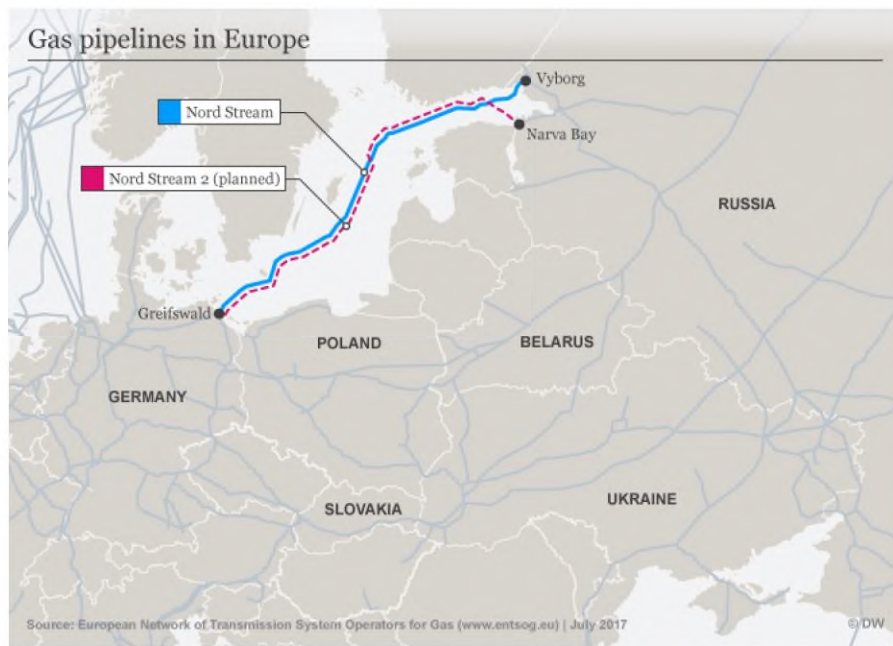 Gas pipelines in Europe
Vyborg
Nord Stream
Narva Bay
Nord Stream 2 (planned)
RUSSIA
Greifswald
POLAND
BELARUS
GERMANY
SLOVAKIA
UKRAINE
Source: European Network of Transmission System Operators for Gas (www.entsog.eu) | July 2017
© DW